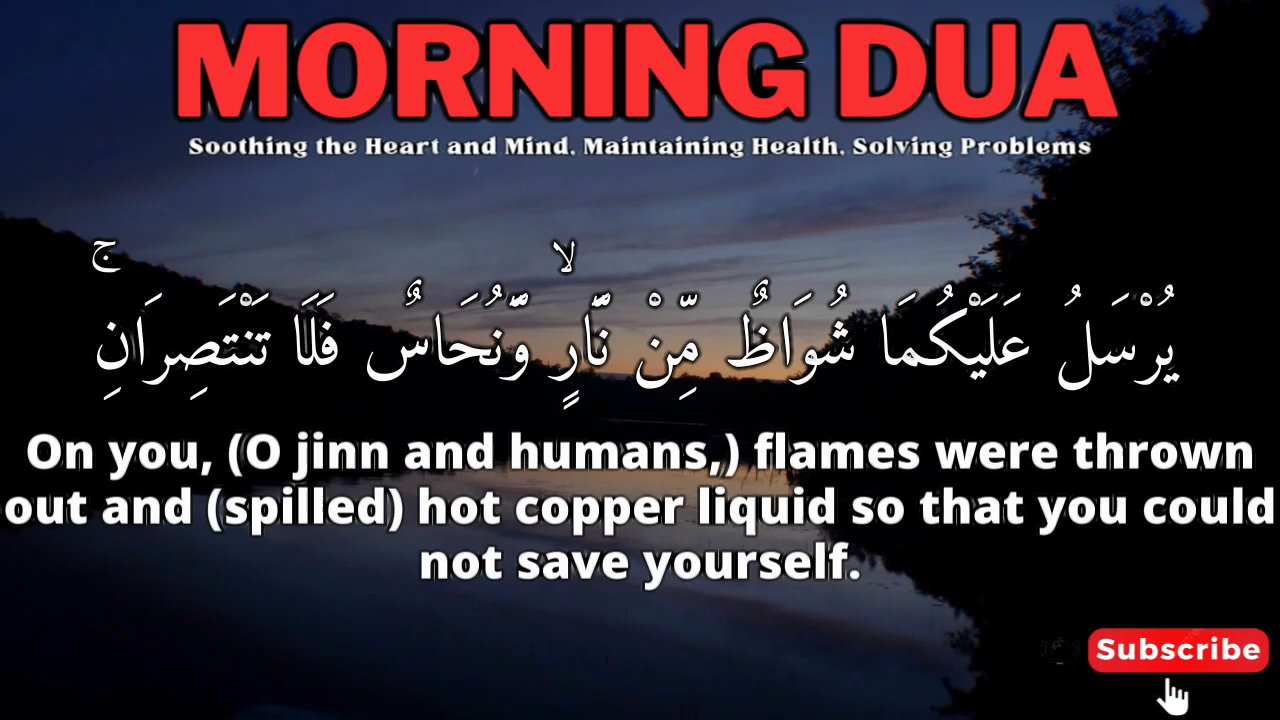 MORNING DUA
Soothing the Heart and Mind, Maintaining Health, Solving Problems
يُرْسَلُ عَلَيْكُمَا شُوَاظٌ مِّنْ نَّارٍ ۙ وَّنُحَاسٌ فَلَا تَنْتَصِرَانِ ۚ
On you, (O jinn and humans,) flames were thrown
out and (spilled) hot copper liquid so that you could
not save yourself.
Subscribe